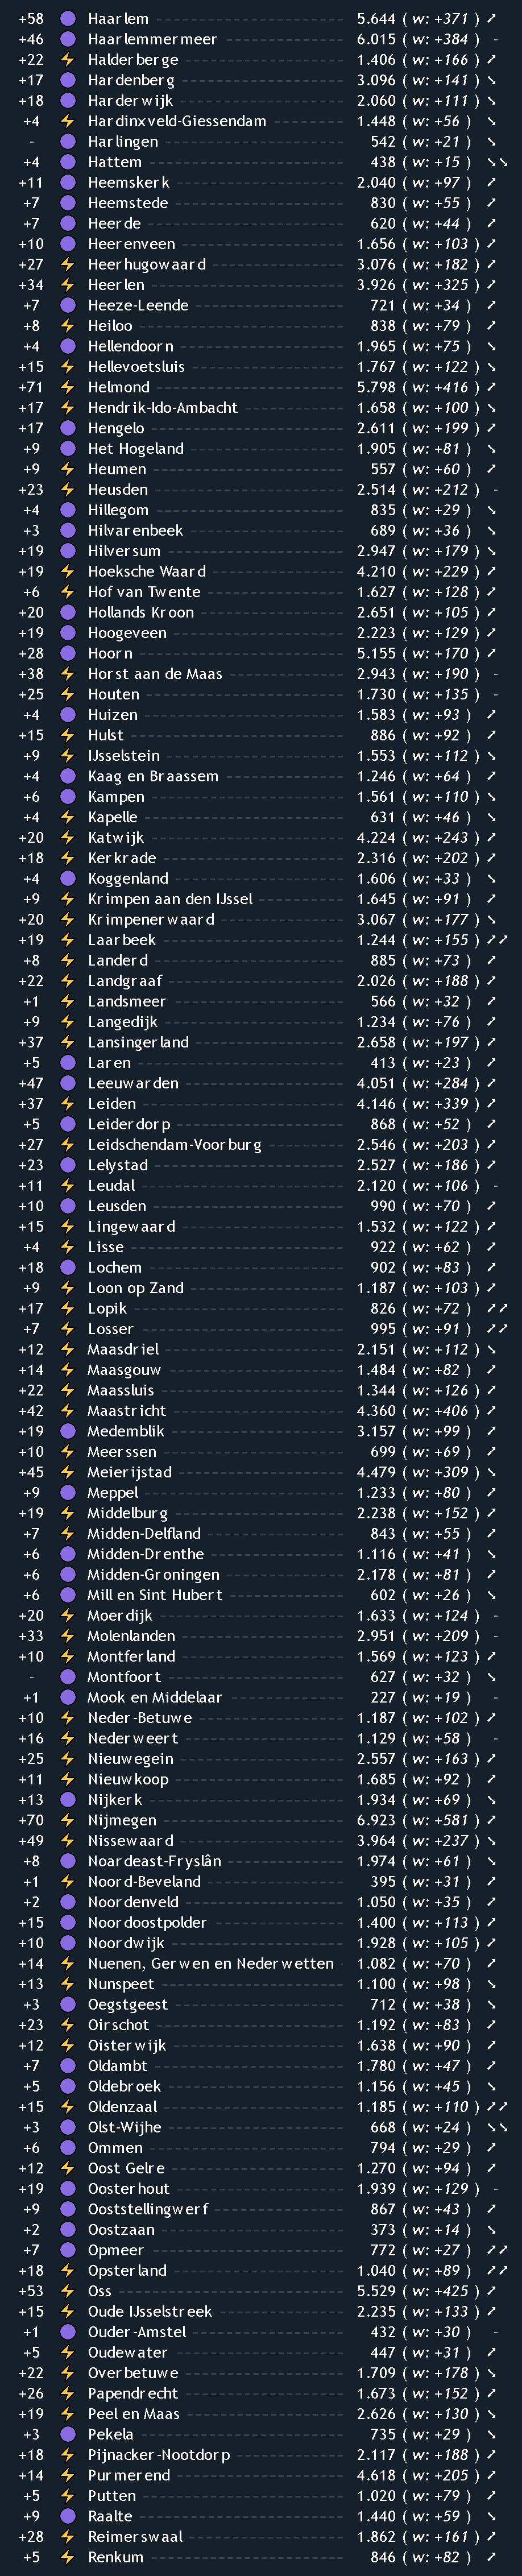 +58 Haarlem 5.644 ( w: +371 ) ↗
+46 Haarlemmermeer 6.015 ( w: +384 ) -
+22 ⚡ Halderberge 1.406 ( w: +166 ) ↗
+17 Hardenberg 3.096 ( w: +141 ) ↘
+18 Harderwijk 2.060 ( w: +111 ) ↘
+4 ⚡ Hardinxveld-Giessendam 1.448 ( w: +56 ) ↘
- Harlingen 542 ( w: +21 ) ↘
+4 Hattem 438 ( w: +15 ) ↘↘
+11 Heemskerk 2.040 ( w: +97 ) ↗
+7 Heemstede 830 ( w: +55 ) ↗
+7 Heerde 620 ( w: +44 ) ↗
+10 Heerenveen 1.656 ( w: +103 ) ↗
+27 ⚡ Heerhugowaard 3.076 ( w: +182 ) ↗
+34 ⚡ Heerlen 3.926 ( w: +325 ) ↗
+7 Heeze-Leende 721 ( w: +34 ) ↗
+8 ⚡ Heiloo 838 ( w: +79 ) ↗
+4 Hellendoorn 1.965 ( w: +75 ) ↘
+15 ⚡ Hellevoetsluis 1.767 ( w: +122 ) ↘
+71 ⚡ Helmond 5.798 ( w: +416 ) ↗
+17 ⚡ Hendrik-Ido-Ambacht 1.658 ( w: +100 ) ↘
+17 Hengelo 2.611 ( w: +199 ) ↗
+9 Het Hogeland 1.905 ( w: +81 ) ↘
+9 ⚡ Heumen 557 ( w: +60 ) ↗
+23 ⚡ Heusden 2.514 ( w: +212 )
+4 Hillegom 835 ( w: +29 ) ↘
+3 Hilvarenbeek 689 ( w: +36 ) ↘
+19 Hilversum 2.947 ( w: +179 ) ↘
+19 ⚡ Hoeksche Waard 4.210 ( w: +229 ) ↗
+6 ⚡ Hof van Twente 1.627 ( w: +128 ) ↗
+20 Hollands Kroon 2.651 ( w: +105 ) ↗
+19 Hoogeveen 2.223 ( w: +129 ) ↗
+28 Hoorn 5.155 ( w: +170 ) ↗
+38 ⚡ Horst aan de Maas 2.943 ( w: +190 ) -
+25 ⚡ Houten 1.730 ( w: +135 ) -
+4 Huizen 1.583 ( w: +93 ) ↗
+15 ⚡ Hulst 886 ( w: +92 ) ↗
+9 ⚡ IJsselstein 1.553 ( w: +112 ) ↘
+4 Kaag en Braassem 1.246 ( w: +64 ) ↗
+6 Kampen 1.561 ( w: +110 ) ↘
+4 ⚡ Kapelle 631 ( w: +46 ) ↘
+20 ⚡ Katwijk 4.224 ( w: +243 ) ↗
+18 ⚡ Kerkrade 2.316 ( w: +202 ) ↗
+4 Koggenland 1.606 ( w: +33 ) ↘
+9 ⚡ Krimpen aan den IJssel 1.645 ( w: +91 ) ↗
+20 ⚡ Krimpenerwaard 3.067 ( w: +177 ) ↘
+19 ⚡ Laarbeek 1.244 ( w: +155 ) ↗↗
+8 ⚡ Landerd 885 ( w: +73 ) ↗
+22 ⚡ Landgraaf 2.026 ( w: +188 ) ↗
+1 ⚡ Landsmeer 566 ( w: +32 ) ↗
+9 ⚡ Langedijk 1.234 ( w: +76 ) ↗
+37 ⚡ Lansingerland 2.658 ( w: +197 ) ↗
+5 Laren 413 ( w: +23 ) ↗
+47 Leeuwarden 4.051 ( w: +284 ) ↗
+37 ⚡ Leiden 4.146 ( w: +339 ) ↗
+5 Leiderdorp 868 ( w: +52 ) ↗
+27 ⚡ Leidschendam-Voorburg 2.546 ( w: +203 ) ↗
+23 Lelystad 2.527 ( w: +186 ) ↗
+11 ⚡ Leudal 2.120 ( w: +106 ) -
+10 Leusden 990 ( w: +70 ) ↗
+15 ⚡ Lingewaard 1.532 ( w: +122 ) ↗
+4 ⚡ Lisse 922 ( w: +62 ) ↗
+18 Lochem 902 ( w: +83 ) ↗
+9 ⚡ Loon op Zand 1.187 ( w: +103 ) ↗
+17 ⚡ Lopik 826 ( w: +72 ) ↗↗
+7 ⚡ Losser 995 ( w: +91 ) ↗↗
+12 ⚡ Maasdriel 2.151 ( w: +112 ) ↘
+14 ⚡ Maasgouw 1.484 ( w: +82 ) ↗
+22 ⚡ Maassluis 1.344 ( w: +126 ) ↗
+42 ⚡ Maastricht 4.360 ( w: +406 ) ↗
+19 Medemblik 3.157 ( w: +99 ) ↗
+10 ⚡ Meerssen 699 ( w: +69 ) ↗
+45 ⚡ Meierijstad 4.479 ( w: +309 ) ↘
+9 Meppel 1.233 ( w: +80 ) ↗
+19 ⚡ Middelburg 2.238 ( w: +152 ) ↗
+7 ⚡ Midden-Delfland 843 ( w: +55 ) ↗
+6 Midden-Drenthe 1.116 ( w: +41 ) ↘
+6 Midden-Groningen 2.178 ( w: +81 ) ↗
+6 Mill en Sint Hubert 602 ( w: +26 ) ↘
+20 ⚡ Moerdijk 1.633 ( w: +124 ) -
+33 ⚡ Molenlanden 2.951 ( w: +209 )
+10 ⚡ Montferland 1.569 ( w: +123 ) ↗
- Montfoort 627 ( w: +32 ) ↘
+1 Mook en Middelaar 227 ( w: +19 ) -
+10 ⚡ Neder-Betuwe 1.187 ( w: +102 ) ↗
+16 ⚡ Nederweert 1.129 ( w: +58 ) -
+25 ⚡ Nieuwegein 2.557 ( w: +163 ) ↗
+11 ⚡ Nieuwkoop 1.685 ( w: +92 ) ↗
+13 Nijkerk 1.934 ( w: +69 ) ↘
+70 ⚡ Nijmegen 6.923 ( w: +581 ) ↗
+49 ⚡ Nissewaard 3.964 ( w: +237 ) ↘
+8 Noardeast-Fryslân 1.974 ( w: +61 ) ↘
+1 ⚡ Noord-Beveland 395 ( w: +31 ) ↗
+2 Noordenveld 1.050 ( w: +35 ) ↗
+15 Noordoostpolder 1.400 ( w: +113 ) ↗
+10 Noordwijk 1.928 ( w: +105 ) ↗
+14 ⚡ Nuenen, Gerwen en Nederwetten 1.082 ( w: +70 ) ↗
+13 ⚡ Nunspeet 1.100 ( w: +98 ) ↘
+3 Oegstgeest 712 ( w: +38 ) ↘
+23 ⚡ Oirschot 1.192 ( w: +83 ) ↗
+12 ⚡ Oisterwijk 1.638 ( w: +90 ) ↗
+7 Oldambt 1.780 ( w: +47 ) ↗
+5 Oldebroek 1.156 ( w: +45 ) ↘
+15 ⚡ Oldenzaal 1.185 ( w: +110 ) ↗↗
+3 Olst-Wijhe 668 ( w: +24 ) ↘↘
+6 Ommen 794 ( w: +29 ) ↗
+12 ⚡ Oost Gelre 1.270 ( w: +94 ) ↗
+19 Oosterhout 1.939 ( w: +129 ) -
+9 Ooststellingwerf 867 ( w: +43 ) ↗
+2 Oostzaan 373 ( w: +14 ) ↘
+7 Opmeer 772 ( w: +27 ) ↗↗
+18 ⚡ Opsterland 1.040 ( w: +89 ) ↗↗
+53 ⚡ Oss 5.529 ( w: +425 ) ↗
+15 ⚡ Oude IJsselstreek 2.235 ( w: +133 ) ↗
+1 Ouder-Amstel 432 ( w: +30 ) -
+5 ⚡ Oudewater 447 ( w: +31 ) ↗
+22 ⚡ Overbetuwe 1.709 ( w: +178 ) ↘
+26 ⚡ Papendrecht 1.673 ( w: +152 ) ↗
+19 ⚡ Peel en Maas 2.626 ( w: +130 ) ↘
+3 Pekela 735 ( w: +29 ) ↘
+18 ⚡ Pijnacker-Nootdorp 2.117 ( w: +188 ) ↗
+14 ⚡ Purmerend 4.618 ( w: +205 ) ↗
+5 ⚡ Putten 1.020 ( w: +79 ) ↗
+9 Raalte 1.440 ( w: +59 ) ↘
+28 ⚡ Reimerswaal 1.862 ( w: +161 ) ↗
+5 ⚡ Renkum 846 ( w: +82 ) ↗